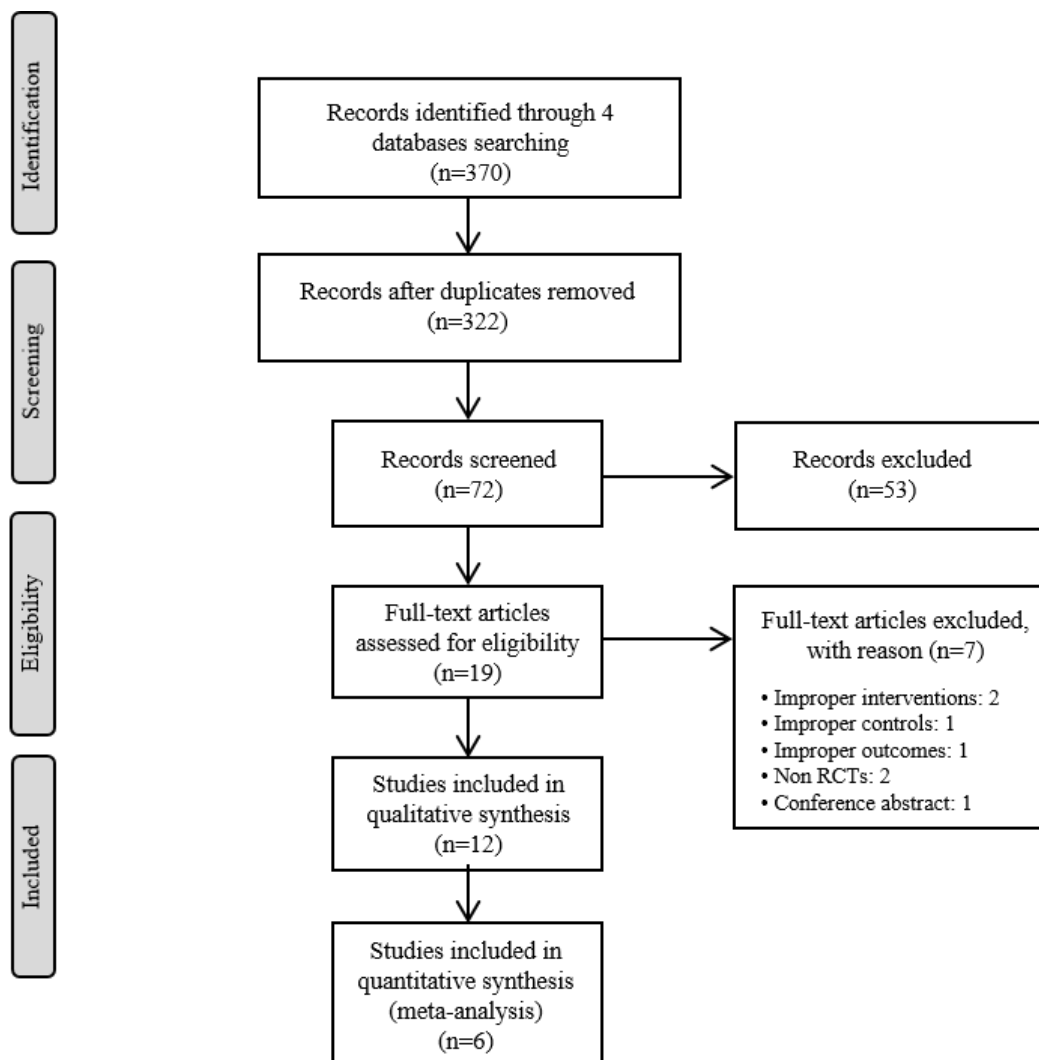 Identification
Records identified through 4
databases searching
(n=370)
Screening
Records after duplicates removed
(n=322)
Records screened
(n=72)
Records excluded
(n=53)
Eligibility
Full-text articles
assessed for eligibility
(n=19)
Full-text articles excluded,
with reason (n=7)
• Improper interventions: 2
• Improper controls: 1
• Improper outcomes: 1
• Non RCTs: 2
• Conference abstract: 1
Included
Studies included in
qualitative synthesis
(n=12)
Studies included in
quantitative synthesis
(meta-analysis)
(n=6)